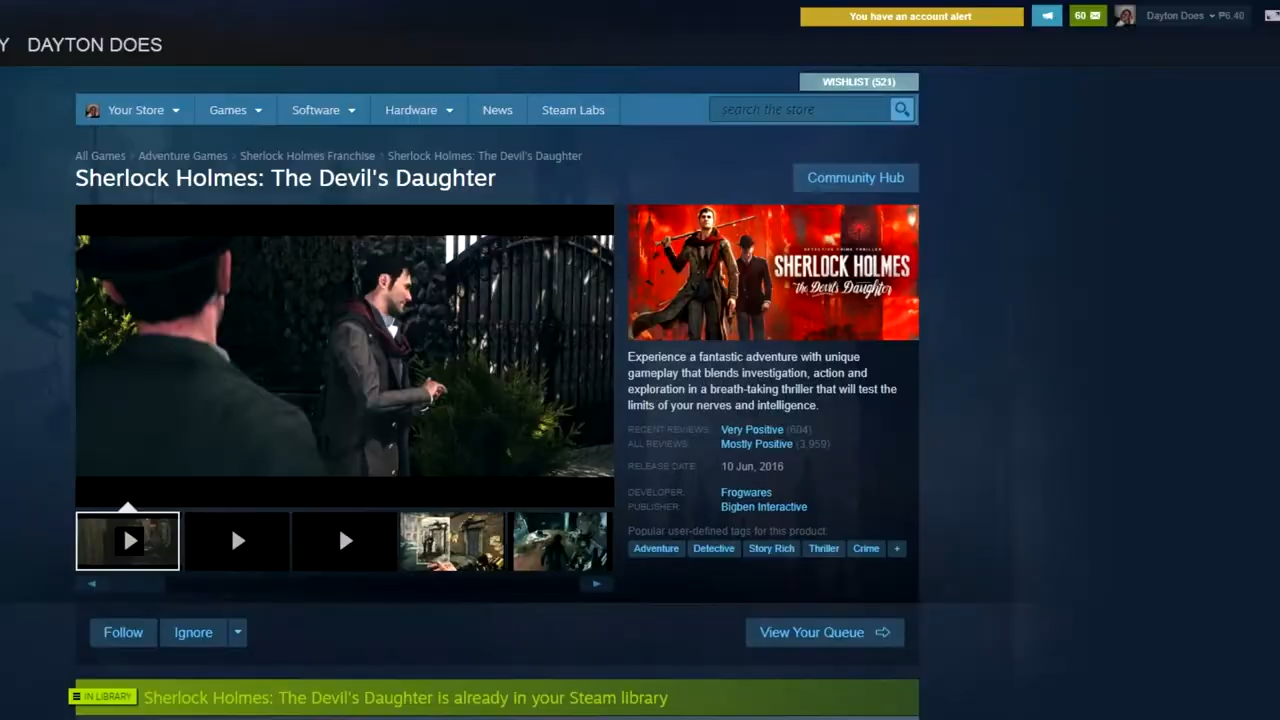 You have an account alert
60
Dayton Does
₱6.40
Y DAYTON DOES
WISHLIST (521)
Your Store
Games
Software
Hardware
News
Steam Labs
search the store
All Games > Adventure Games > Sherlock Holmes Franchise > Sherlock Holmes: The Devil's Daughter
Sherlock Holmes: The Devil's Daughter
Community Hub
DETECTIVE CRIME THRILLER
SHERLOCK HOLMES
The Devil's Daughter
Experience a fantastic adventure with unique
gameplay that blends investigation, action and
exploration in a breath-taking thriller that will test the
limits of your nerves and intelligence.
RECENT REVIEWS: Very Positive (604)
ALL REVIEWS: Mostly Positive (3,959)
RELEASE DATE: 10 Jun, 2016
DEVELOPER: Frogwares
PUBLISHER: Bigben Interactive
Popular user-defined tags for this product:
Adventure Detective Story Rich Thriller Crime +
Follow
Ignore
View Your Queue
IN LIBRARY
Sherlock Holmes: The Devil's Daughter is already in your Steam library